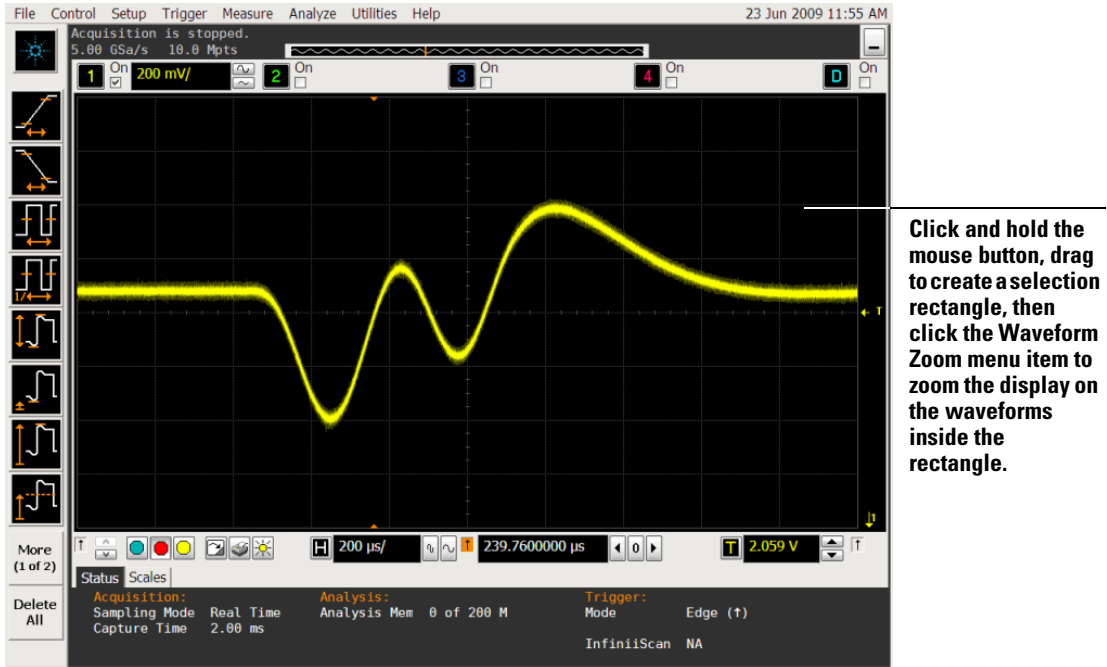 File Control Setup Trigger Measure Analyze Utilities Help 23 Jun 2009 11:55 AM
Acquisition is stopped.
5.00 GSa/s 10.0 Mpts
1 On 200 mV/ 2 On 3 On 4 On D On
T
1/
1
More
(1 of 2)
Delete
All
H 200 µs/ 239.7600000 µs 0 T 2.059 V
Status Scales
Acquisition: Analysis: Trigger:
Sampling Mode Real Time Analysis Mem 0 of 200 M Mode Edge (↑)
Capture Time 2.00 ms
InfiniiScan NA
Click and hold the
mouse button, drag
to create a selection
rectangle, then
click the Waveform
Zoom menu item to
zoom the display on
the waveforms
inside the
rectangle.